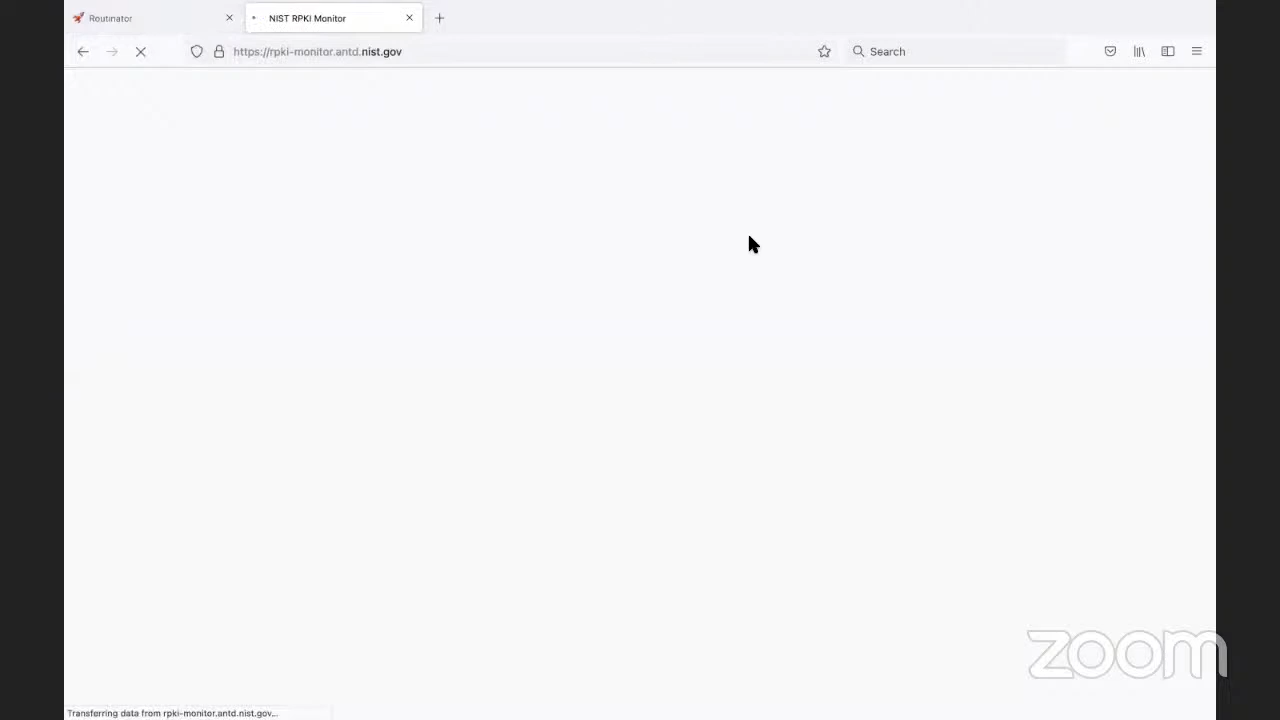 Routinator
NIST RPKI Monitor
https://rpki-monitor.antd.nist.gov
Search
zoom
Transferring data from rpki-monitor.antd.nist.gov...